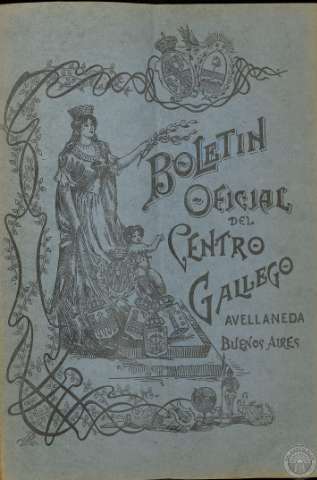 BOLETIN
OFICIAL
DEL
CENTRO
GALLEGO
AVELLANEDA
BUENOS AIRES